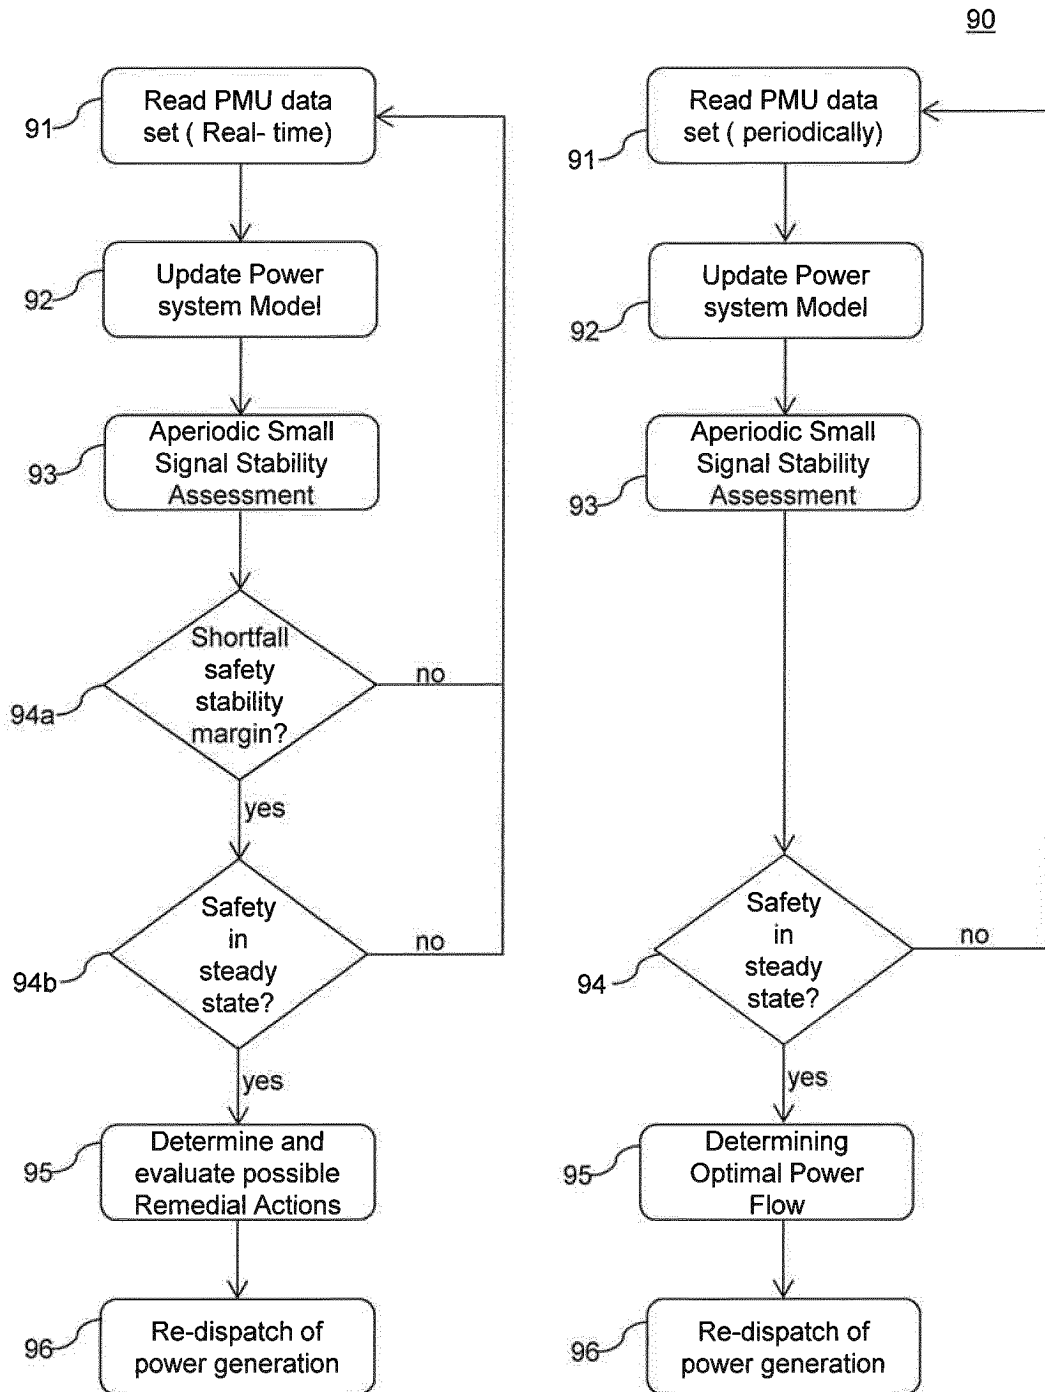 90
Read PMU data
set ( Real- time)
91
Update Power
system Model
92
Aperiodic Small
Signal Stability
Assessment
93
Shortfall
safety
stability
margin?
94a
no
yes
Safety
in
steady
state?
94b
no
yes
Determine and
evaluate possible
Remedial Actions
95
Re-dispatch of
power generation
96
Read PMU data
set ( periodically)
91
Update Power
system Model
92
Aperiodic Small
Signal Stability
Assessment
93
Safety
in
steady
state?
94
no
yes
Determining
Optimal Power
Flow
95
Re-dispatch of
power generation
96